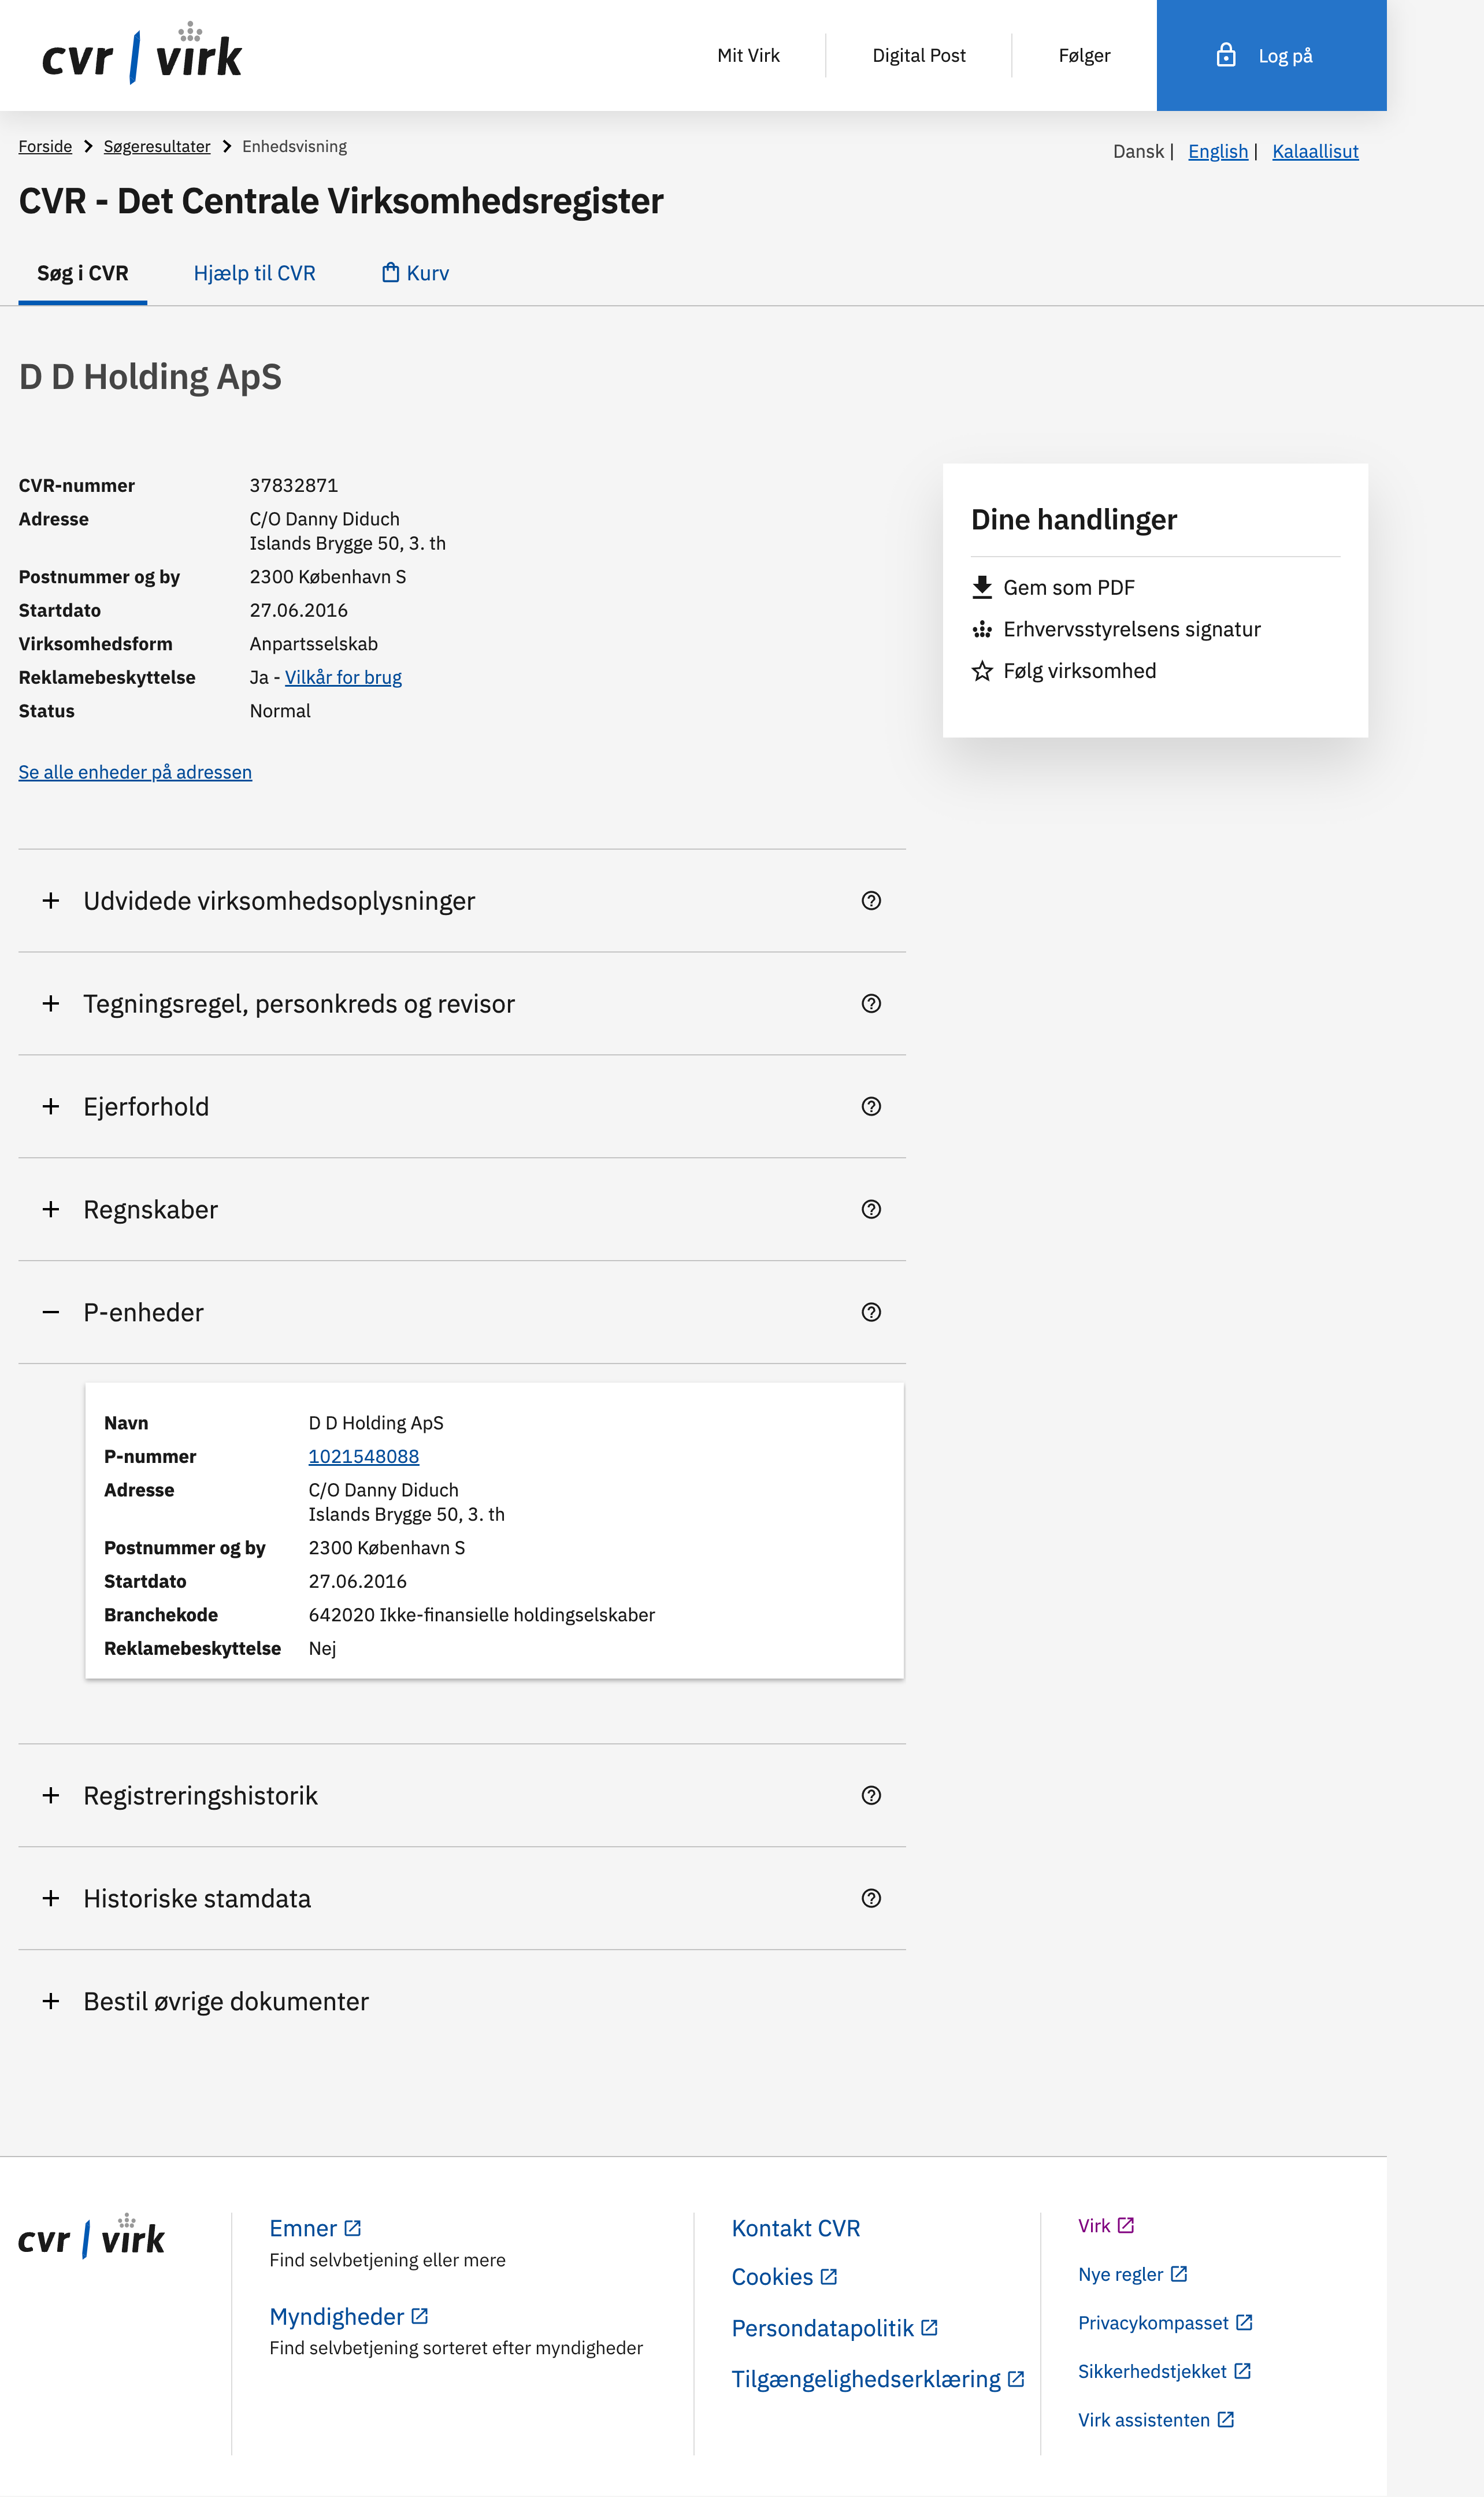 cvr virk
Mit Virk
Digital Post
Følger
Log på
Forside Søgeresultater Enhedsvisning
Dansk | English | Kalaallisut
CVR - Det Centrale Virksomhedsregister
Søg i CVR
Hjælp til CVR
Kurv
D D Holding ApS
CVR-nummer 37832871
Adresse C/O Danny Diduch
Islands Brygge 50, 3. th
Postnummer og by 2300 København S
Startdato 27.06.2016
Virksomhedsform Anpartsselskab
Reklamebeskyttelse Ja - Vilkår for brug
Status Normal
Se alle enheder på adressen
Dine handlinger
Gem som PDF
Erhvervsstyrelsens signatur
Følg virksomhed
Udvidede virksomhedsoplysninger
Tegningsregel, personkreds og revisor
Ejerforhold
Regnskaber
P-enheder
Navn D D Holding ApS
P-nummer 1021548088
Adresse C/O Danny Diduch
Islands Brygge 50, 3. th
Postnummer og by 2300 København S
Startdato 27.06.2016
Branchekode 642020 Ikke-finansielle holdingselskaber
Reklamebeskyttelse Nej
Registreringshistorik
Historiske stamdata
Bestil øvrige dokumenter
cvr virk
Emner
Find selvbetjening eller mere
Myndigheder
Find selvbetjening sorteret efter myndigheder
Kontakt CVR
Cookies
Persondatapolitik
Tilgængelighedserklæring
Virk
Nye regler
Privacykompasset
Sikkerhedstjekket
Virk assistenten